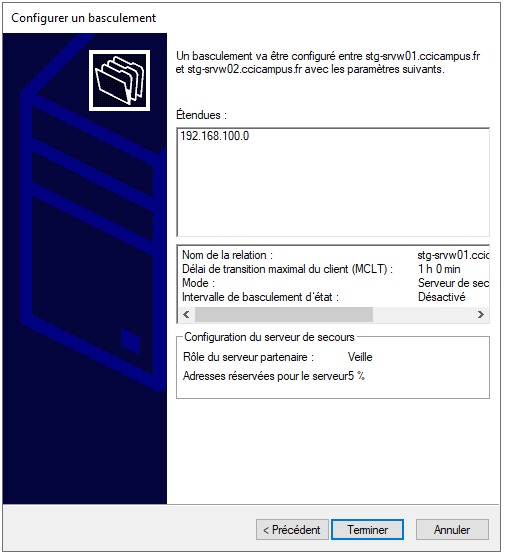 Configurer un basculement
Un basculement va être configuré entre stg-srvw01.ccicampus.fr
et stg-srvw02.ccicampus.fr avec les paramètres suivants.
Étendues :
192.168.100.0
Nom de la relation : stg-srvw01.ccic
Délai de transition maximal du client (MCLT) : 1 h 0 min
Mode : Serveur de sec
Intervalle de basculement d'état : Désactivé
Configuration du serveur de secours
Rôle du serveur partenaire : Veille
Adresses réservées pour le serveur 5 %
< Précédent Terminer Annuler